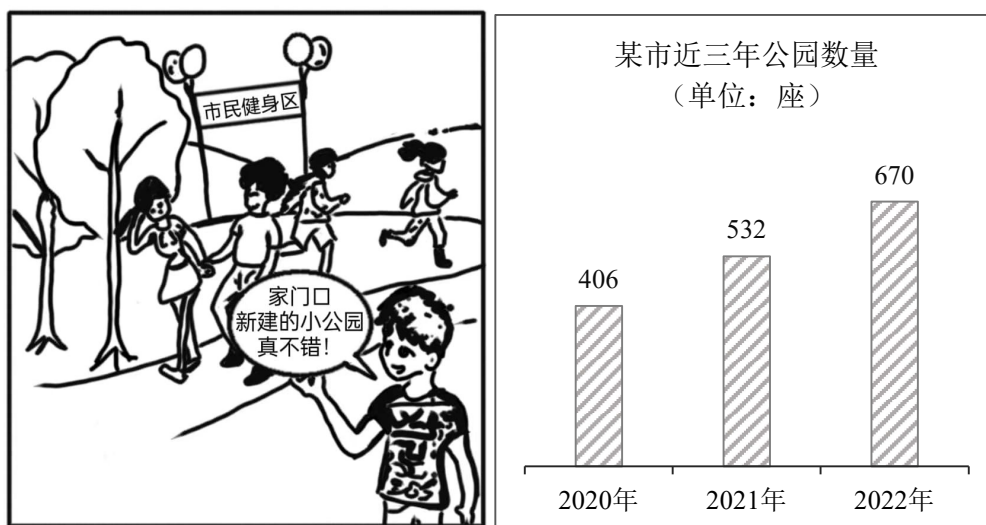 市民健身区
家门口
新建的小公园
真不错！
某市近三年公园数量
（单位：座）
406
532
670
2020年
2021年
2022年